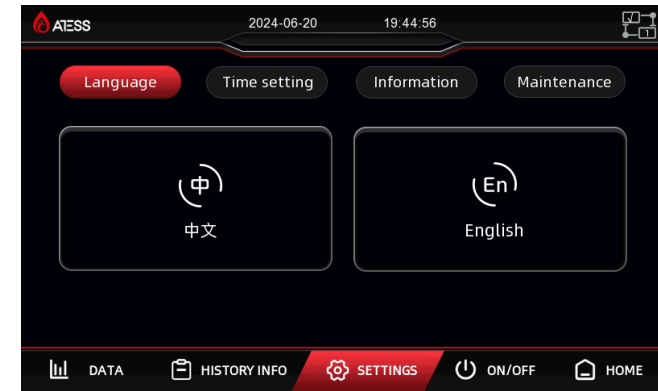 ATESS 2024-06-20 19:44:56
1
Language Time setting Information Maintenance
中 En
中文 English
DATA HISTORY INFO SETTINGS ON/OFF HOME